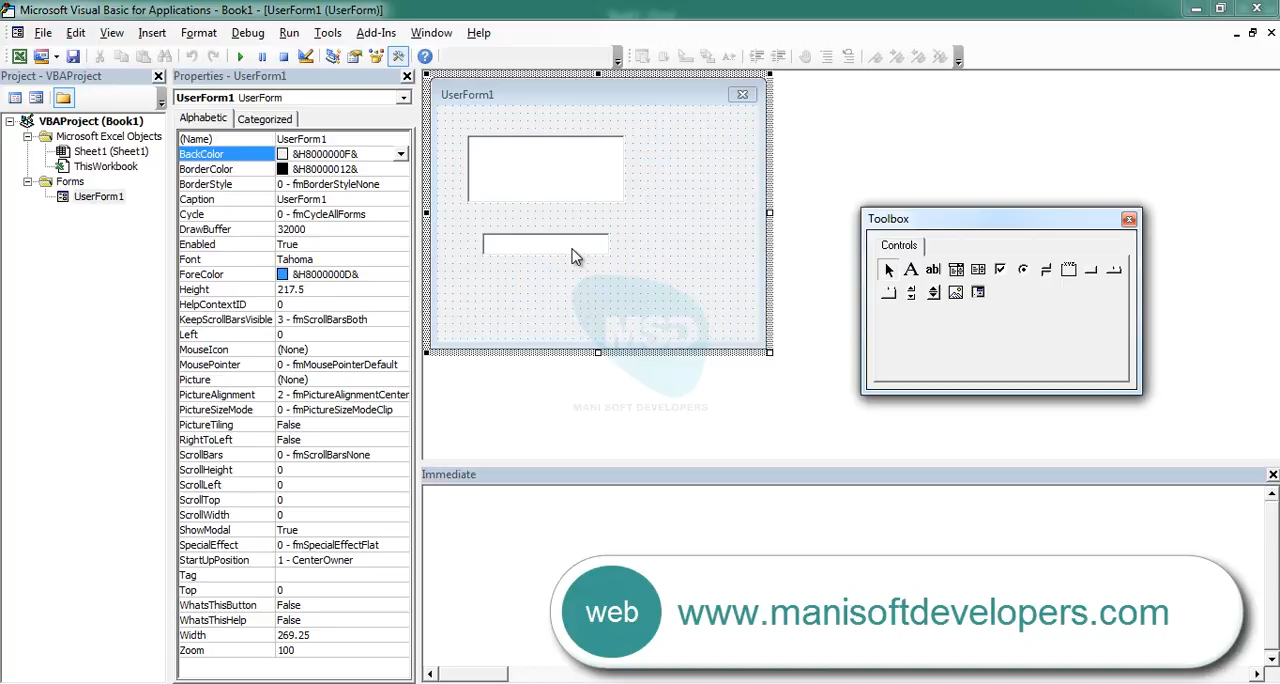 Microsoft Visual Basic for Applications - Book1 - [UserForm1 (UserForm)]
File Edit View Insert Format Debug Run Tools Add-Ins Window Help
Project - VBAProject
VBAProject (Book1)
Microsoft Excel Objects
Sheet1 (Sheet1)
ThisWorkbook
Forms
UserForm1
Properties - UserForm1
UserForm1 UserForm
Alphabetic Categorized
(Name) UserForm1
BackColor &H8000000F&
BorderColor &H80000012&
BorderStyle 0 - fmBorderStyleNone
Caption UserForm1
Cycle 0 - fmCycleAllForms
DrawBuffer 32000
Enabled True
Font Tahoma
ForeColor &H8000000D&
Height 217.5
HelpContextID 0
KeepScrollBarsVisible 3 - fmScrollBarsBoth
Left 0
MouseIcon (None)
MousePointer 0 - fmMousePointerDefault
Picture (None)
PictureAlignment 2 - fmPictureAlignmentCenter
PictureSizeMode 0 - fmPictureSizeModeClip
PictureTiling False
RightToLeft False
ScrollBars 0 - fmScrollBarsNone
ScrollHeight 0
ScrollLeft 0
ScrollTop 0
ScrollWidth 0
ShowModal True
SpecialEffect 0 - fmSpecialEffectFlat
StartUpPosition 1 - CenterOwner
Tag
Top 0
WhatsThisButton False
WhatsThisHelp False
Width 269.25
Zoom 100
UserForm1
MSD
MANI SOFT DEVELOPERS
Toolbox
Controls
A abl
XYZ
Immediate
web www.manisoftdevelopers.com